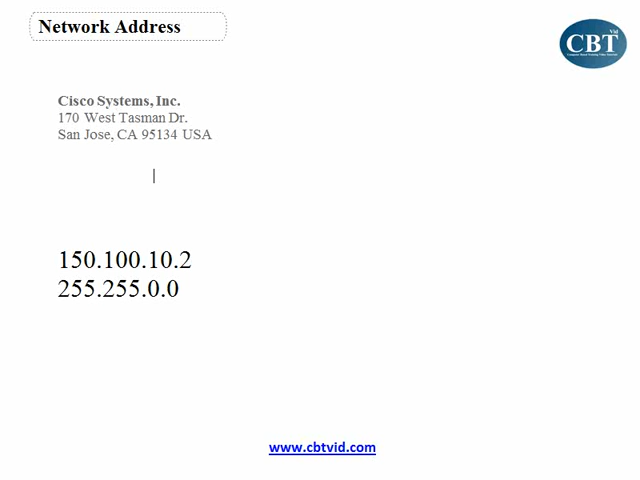 Network Address
CBT Vid
Cisco Systems, Inc.
170 West Tasman Dr.
San Jose, CA 95134 USA
150.100.10.2
255.255.0.0
www.cbtvid.com